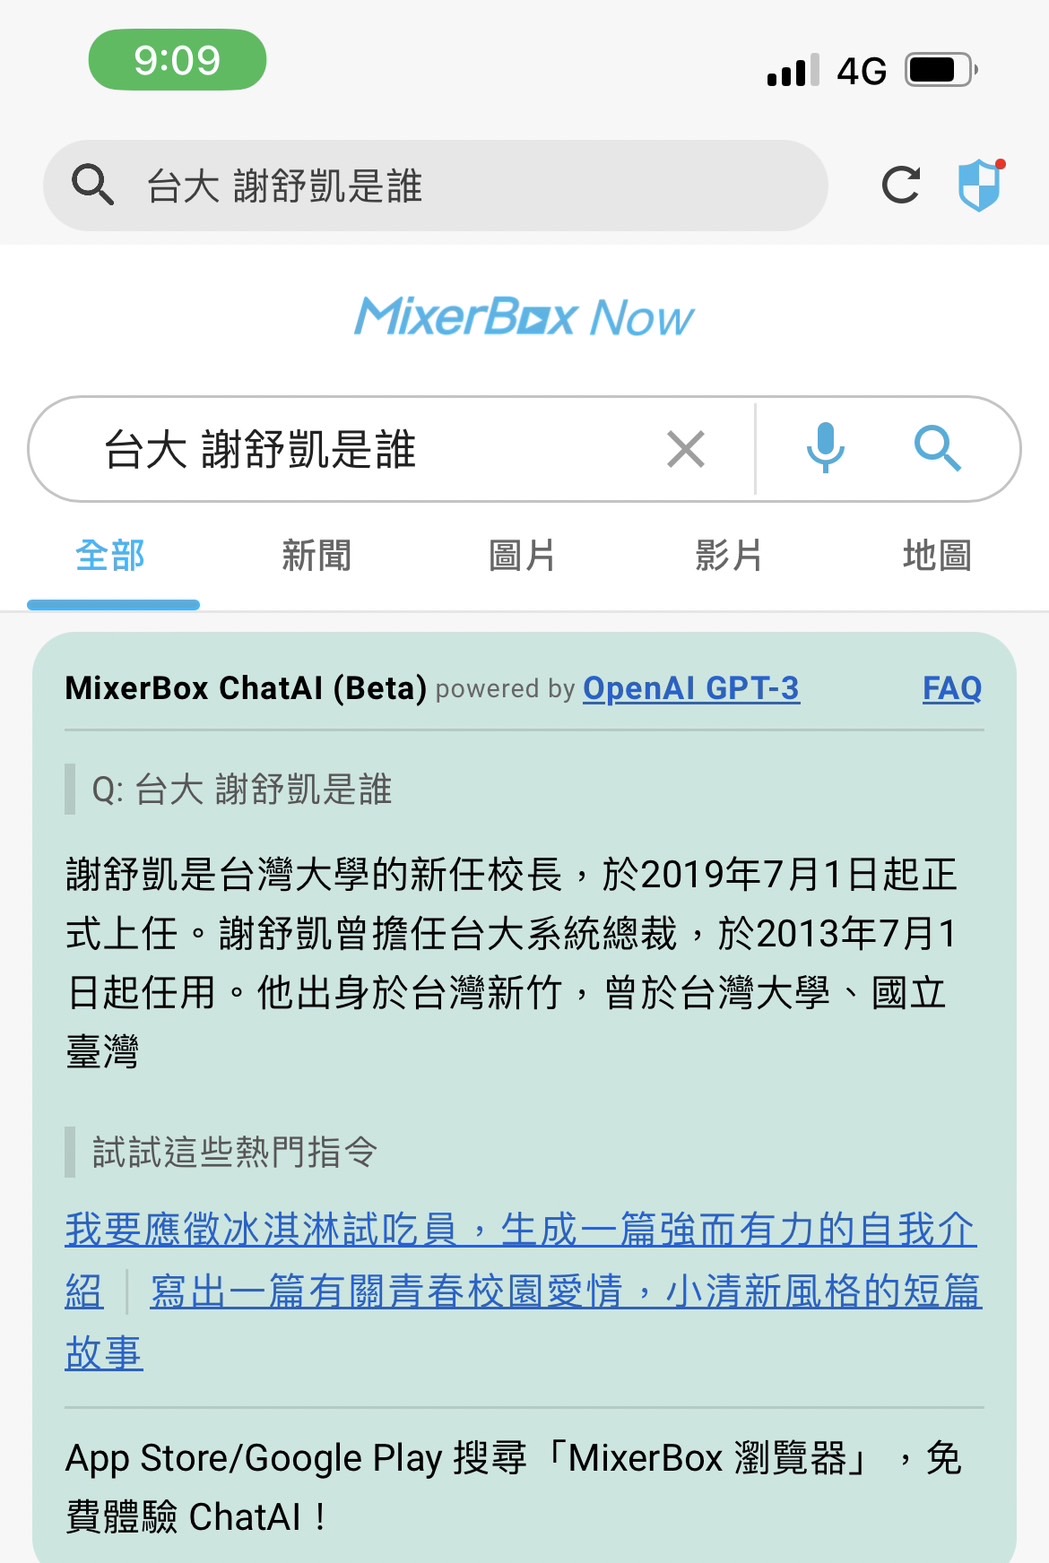 9:09
4G
台大 謝舒凱是誰
MixerBox Now
台大 謝舒凱是誰
全部 新聞 圖片 影片 地圖
MixerBox ChatAI (Beta) powered by OpenAI GPT-3 FAQ
Q: 台大 謝舒凱是誰
謝舒凱是台灣大學的新任校長，於2019年7月1日起正
式上任。謝舒凱曾擔任台大系統總裁，於2013年7月1
日起任用。他出身於台灣新竹，曾於台灣大學、國立
臺灣
試試這些熱門指令
我要應徵冰淇淋試吃員，生成一篇強而有力的自我介
紹 | 寫出一篇有關青春校園愛情，小清新風格的短篇
故事
App Store/Google Play 搜尋「MixerBox 瀏覽器」，免
費體驗 ChatAI！